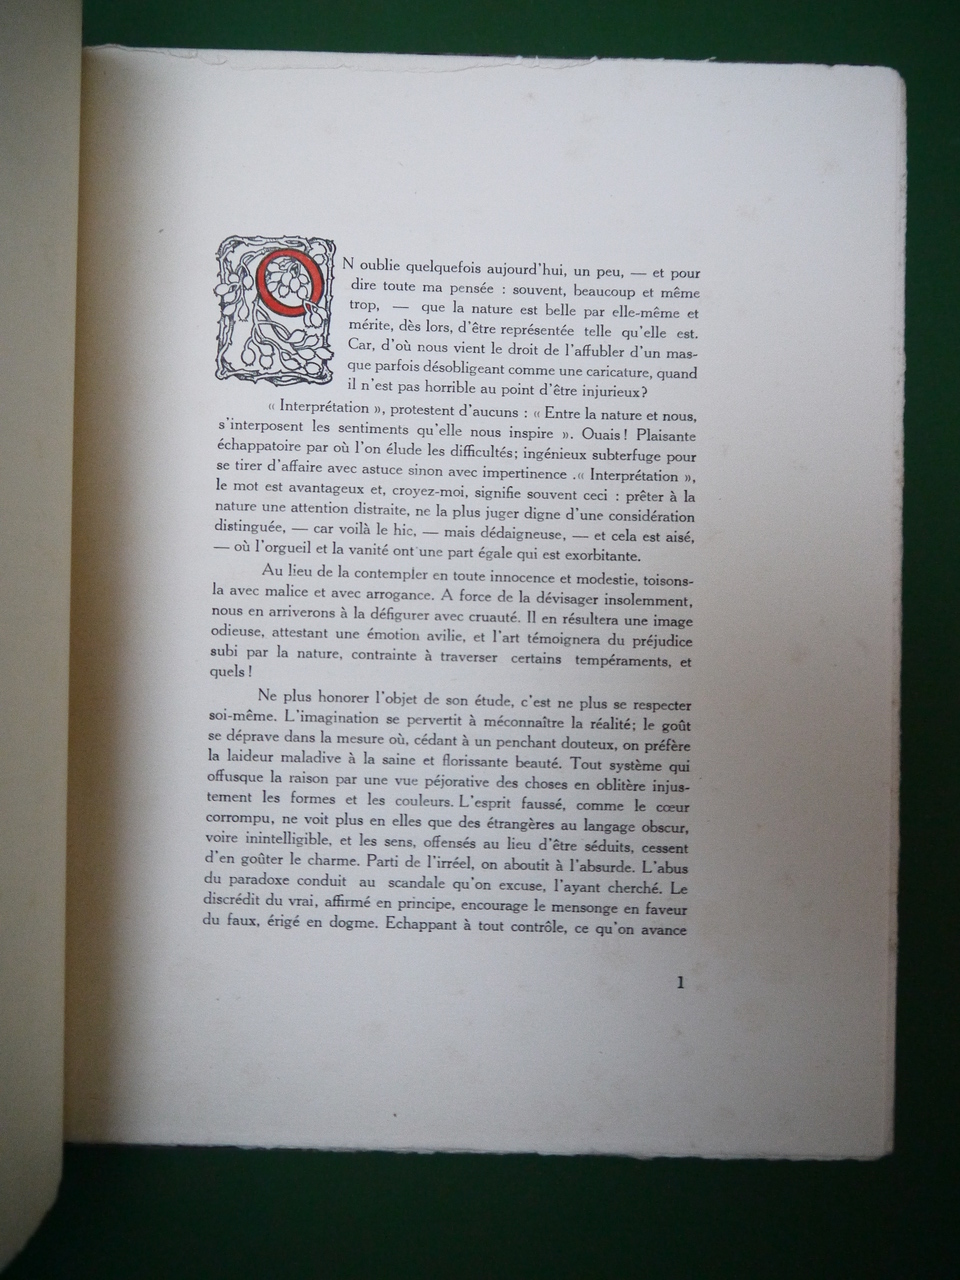 ON oublie quelquefois aujourd'hui, un peu, — et pour
dire toute ma pensée : souvent, beaucoup et même
trop, — que la nature est belle par elle-même et
mérite, dès lors, d'être représentée telle qu'elle est.
Car, d'où nous vient le droit de l'affubler d'un mas-
que parfois désobligeant comme une caricature, quand
il n'est pas horrible au point d'être injurieux?
« Interprétation », protestent d'aucuns : « Entre la nature et nous,
s'interposent les sentiments qu'elle nous inspire ». Ouais! Plaisante
échappatoire par où l'on élude les difficultés; ingénieux subterfuge pour
se tirer d'affaire avec astuce sinon avec impertinence .« Interprétation »,
le mot est avantageux et, croyez-moi, signifie souvent ceci : prêter à la
nature une attention distraite, ne la plus juger digne d'une considération
distinguée, — car voilà le hic, — mais dédaigneuse, — et cela est aisé,
— où l'orgueil et la vanité ont une part égale qui est exorbitante.
Au lieu de la contempler en toute innocence et modestie, toisons-
la avec malice et avec arrogance. A force de la dévisager insolemment,
nous en arriverons à la défigurer avec cruauté. Il en résultera une image
odieuse, attestant une émotion avilie, et l'art témoignera du préjudice
subi par la nature, contrainte à traverser certains tempéraments, et
quels!
Ne plus honorer l'objet de son étude, c'est ne plus se respecter
soi-même. L'imagination se pervertit à méconnaître la réalité; le goût
se déprave dans la mesure où, cédant à un penchant douteux, on préfère
la laideur maladive à la saine et florissante beauté. Tout système qui
offusque la raison par une vue péjorative des choses en oblitère injus-
tement les formes et les couleurs. L'esprit faussé, comme le cœur
corrompu, ne voit plus en elles que des étrangères au langage obscur,
voire inintelligible, et les sens, offensés au lieu d'être séduits, cessent
d'en goûter le charme. Parti de l'irréel, on aboutit à l'absurde. L'abus
du paradoxe conduit au scandale qu'on excuse, l'ayant cherché. Le
discrédit du vrai, affirmé en principe, encourage le mensonge en faveur
du faux, érigé en dogme. Echappant à tout contrôle, ce qu'on avance
1